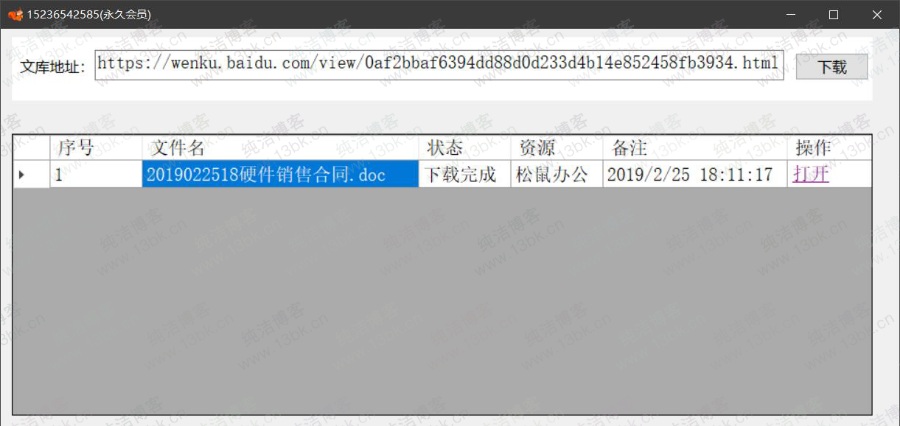 15236542585(永久会员)
文库地址: https://wenku.baidu.com/view/0af2bbaf6394dd88d0d233d4b14e852458fb3934.html 下载
序号 文件名 状态 资源 备注 操作
1 2019022518硬件销售合同.doc 下载完成 松鼠办公 2019/2/25 18:11:17 打开
纯洁博客
www.13bk.cn